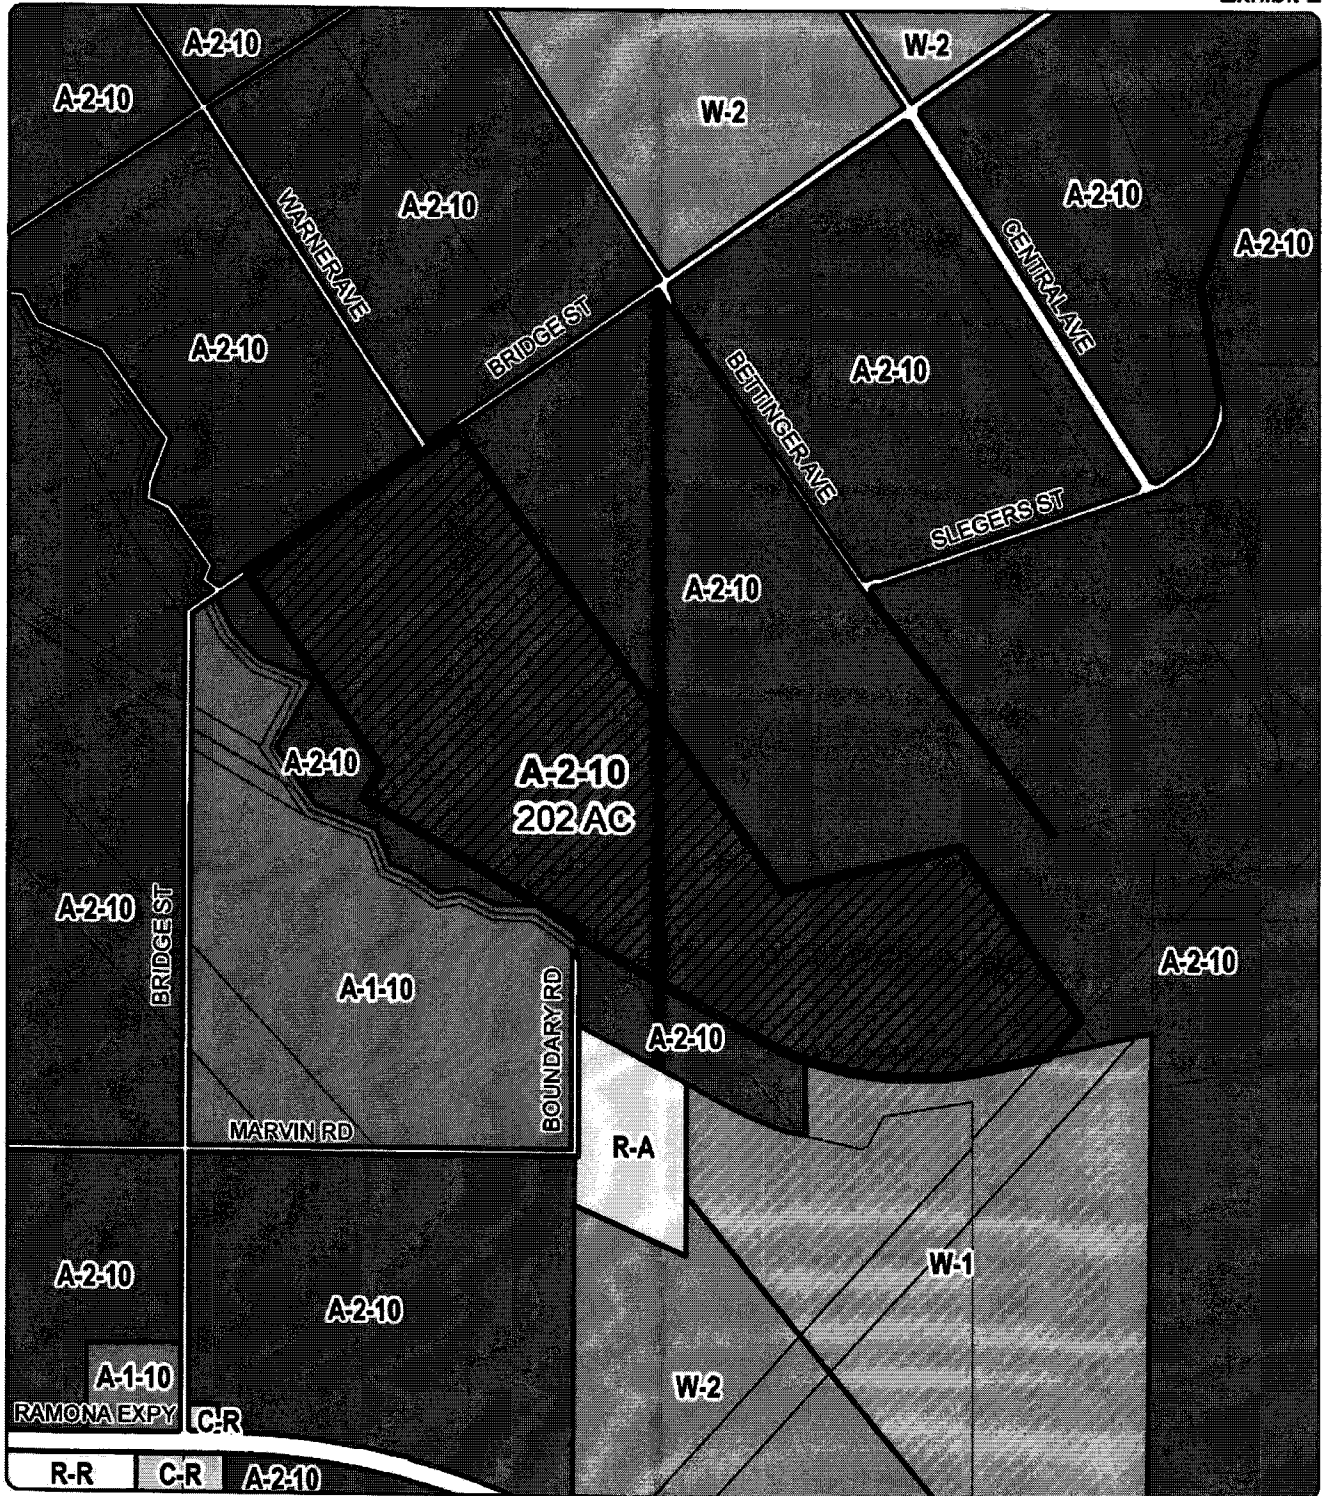 A-2-10
W-2
A-2-10
W-2
A-2-10
A-2-10
WARNER AVE
CENTRAL AVE
A-2-10
BRIDGE ST
A-2-10
BETTINGER AVE
A-2-10
SLEGERS ST
A-2-10
A-2-10
A-2-10
202 AC
A-2-10
BRIDGE ST
A-1-10
BOUNDARY RD
A-2-10
A-2-10
MARVIN RD
R-A
A-2-10
A-2-10
W-1
A-1-10
W-2
RAMONA EXPY
C-R
R-R
C-R
A-2-10